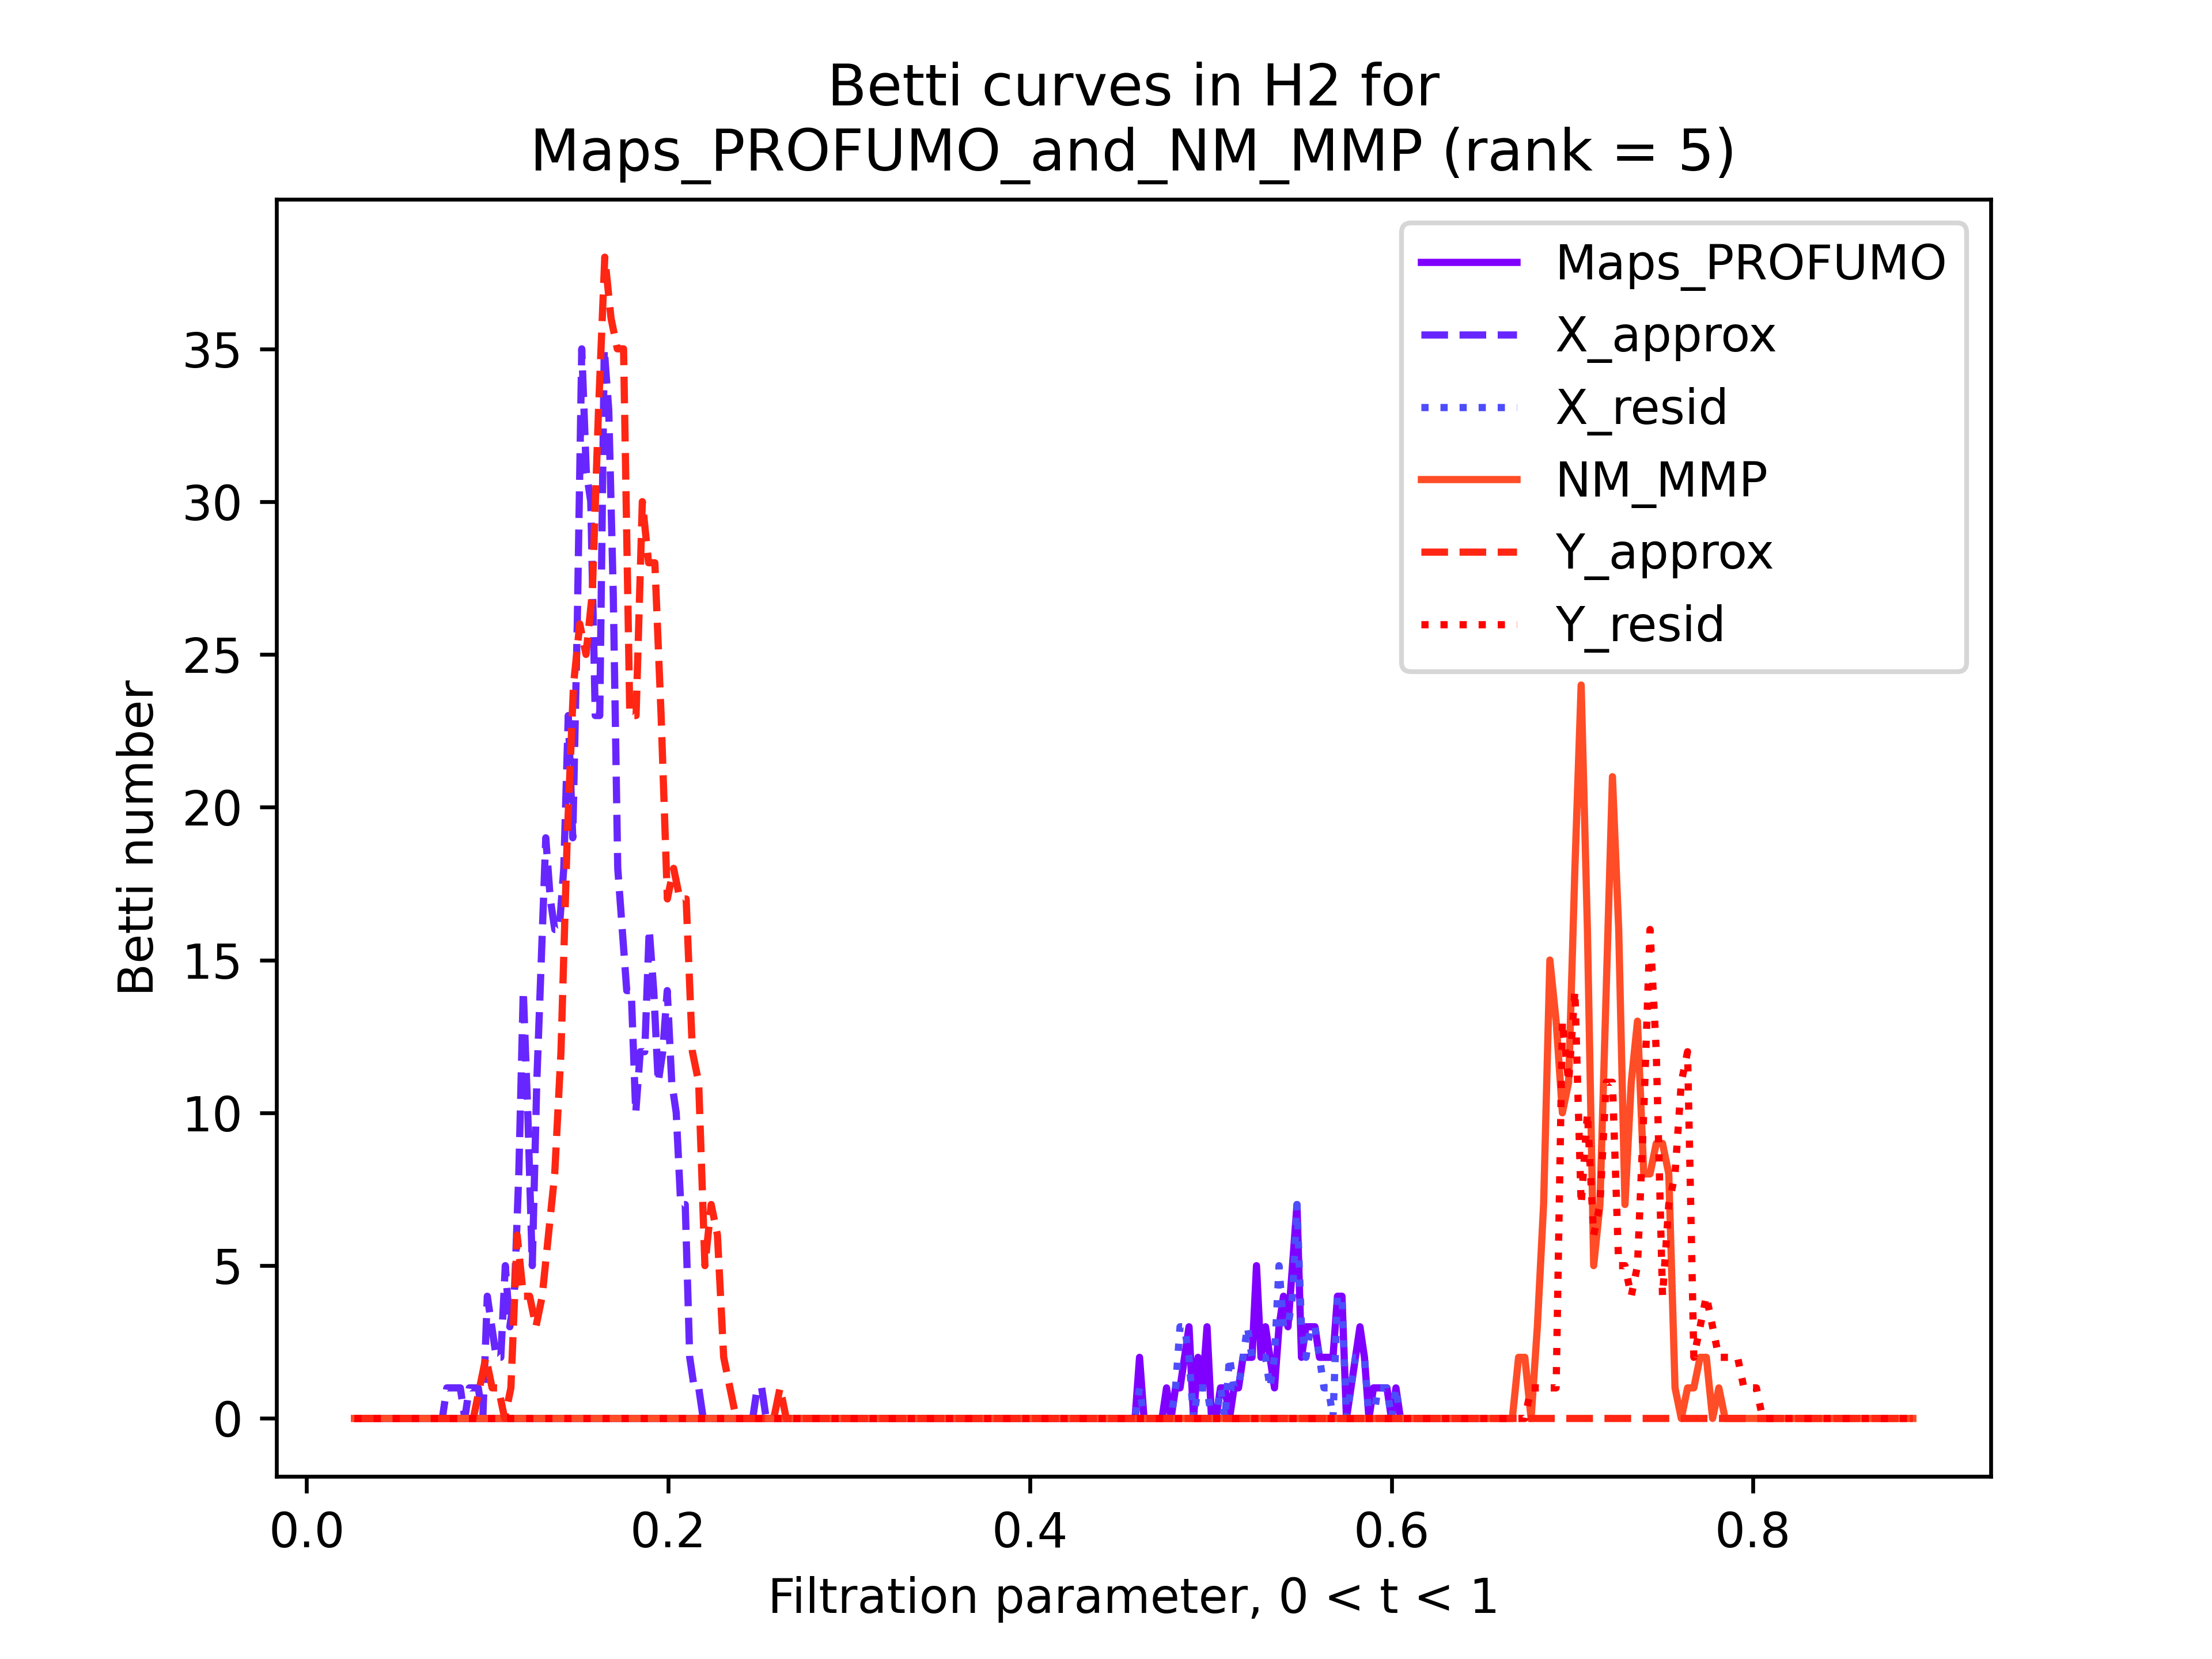 Betti curves in H2 for
Maps_PROFUMO_and_NM_MMP (rank = 5)
Maps_PROFUMO
X_approx
X_resid
NM_MMP
Y_approx
Y_resid
Betti number
35
30
25
20
15
10
5
0
0.0 0.2 0.4 0.6 0.8
Filtration parameter, 0 < t < 1